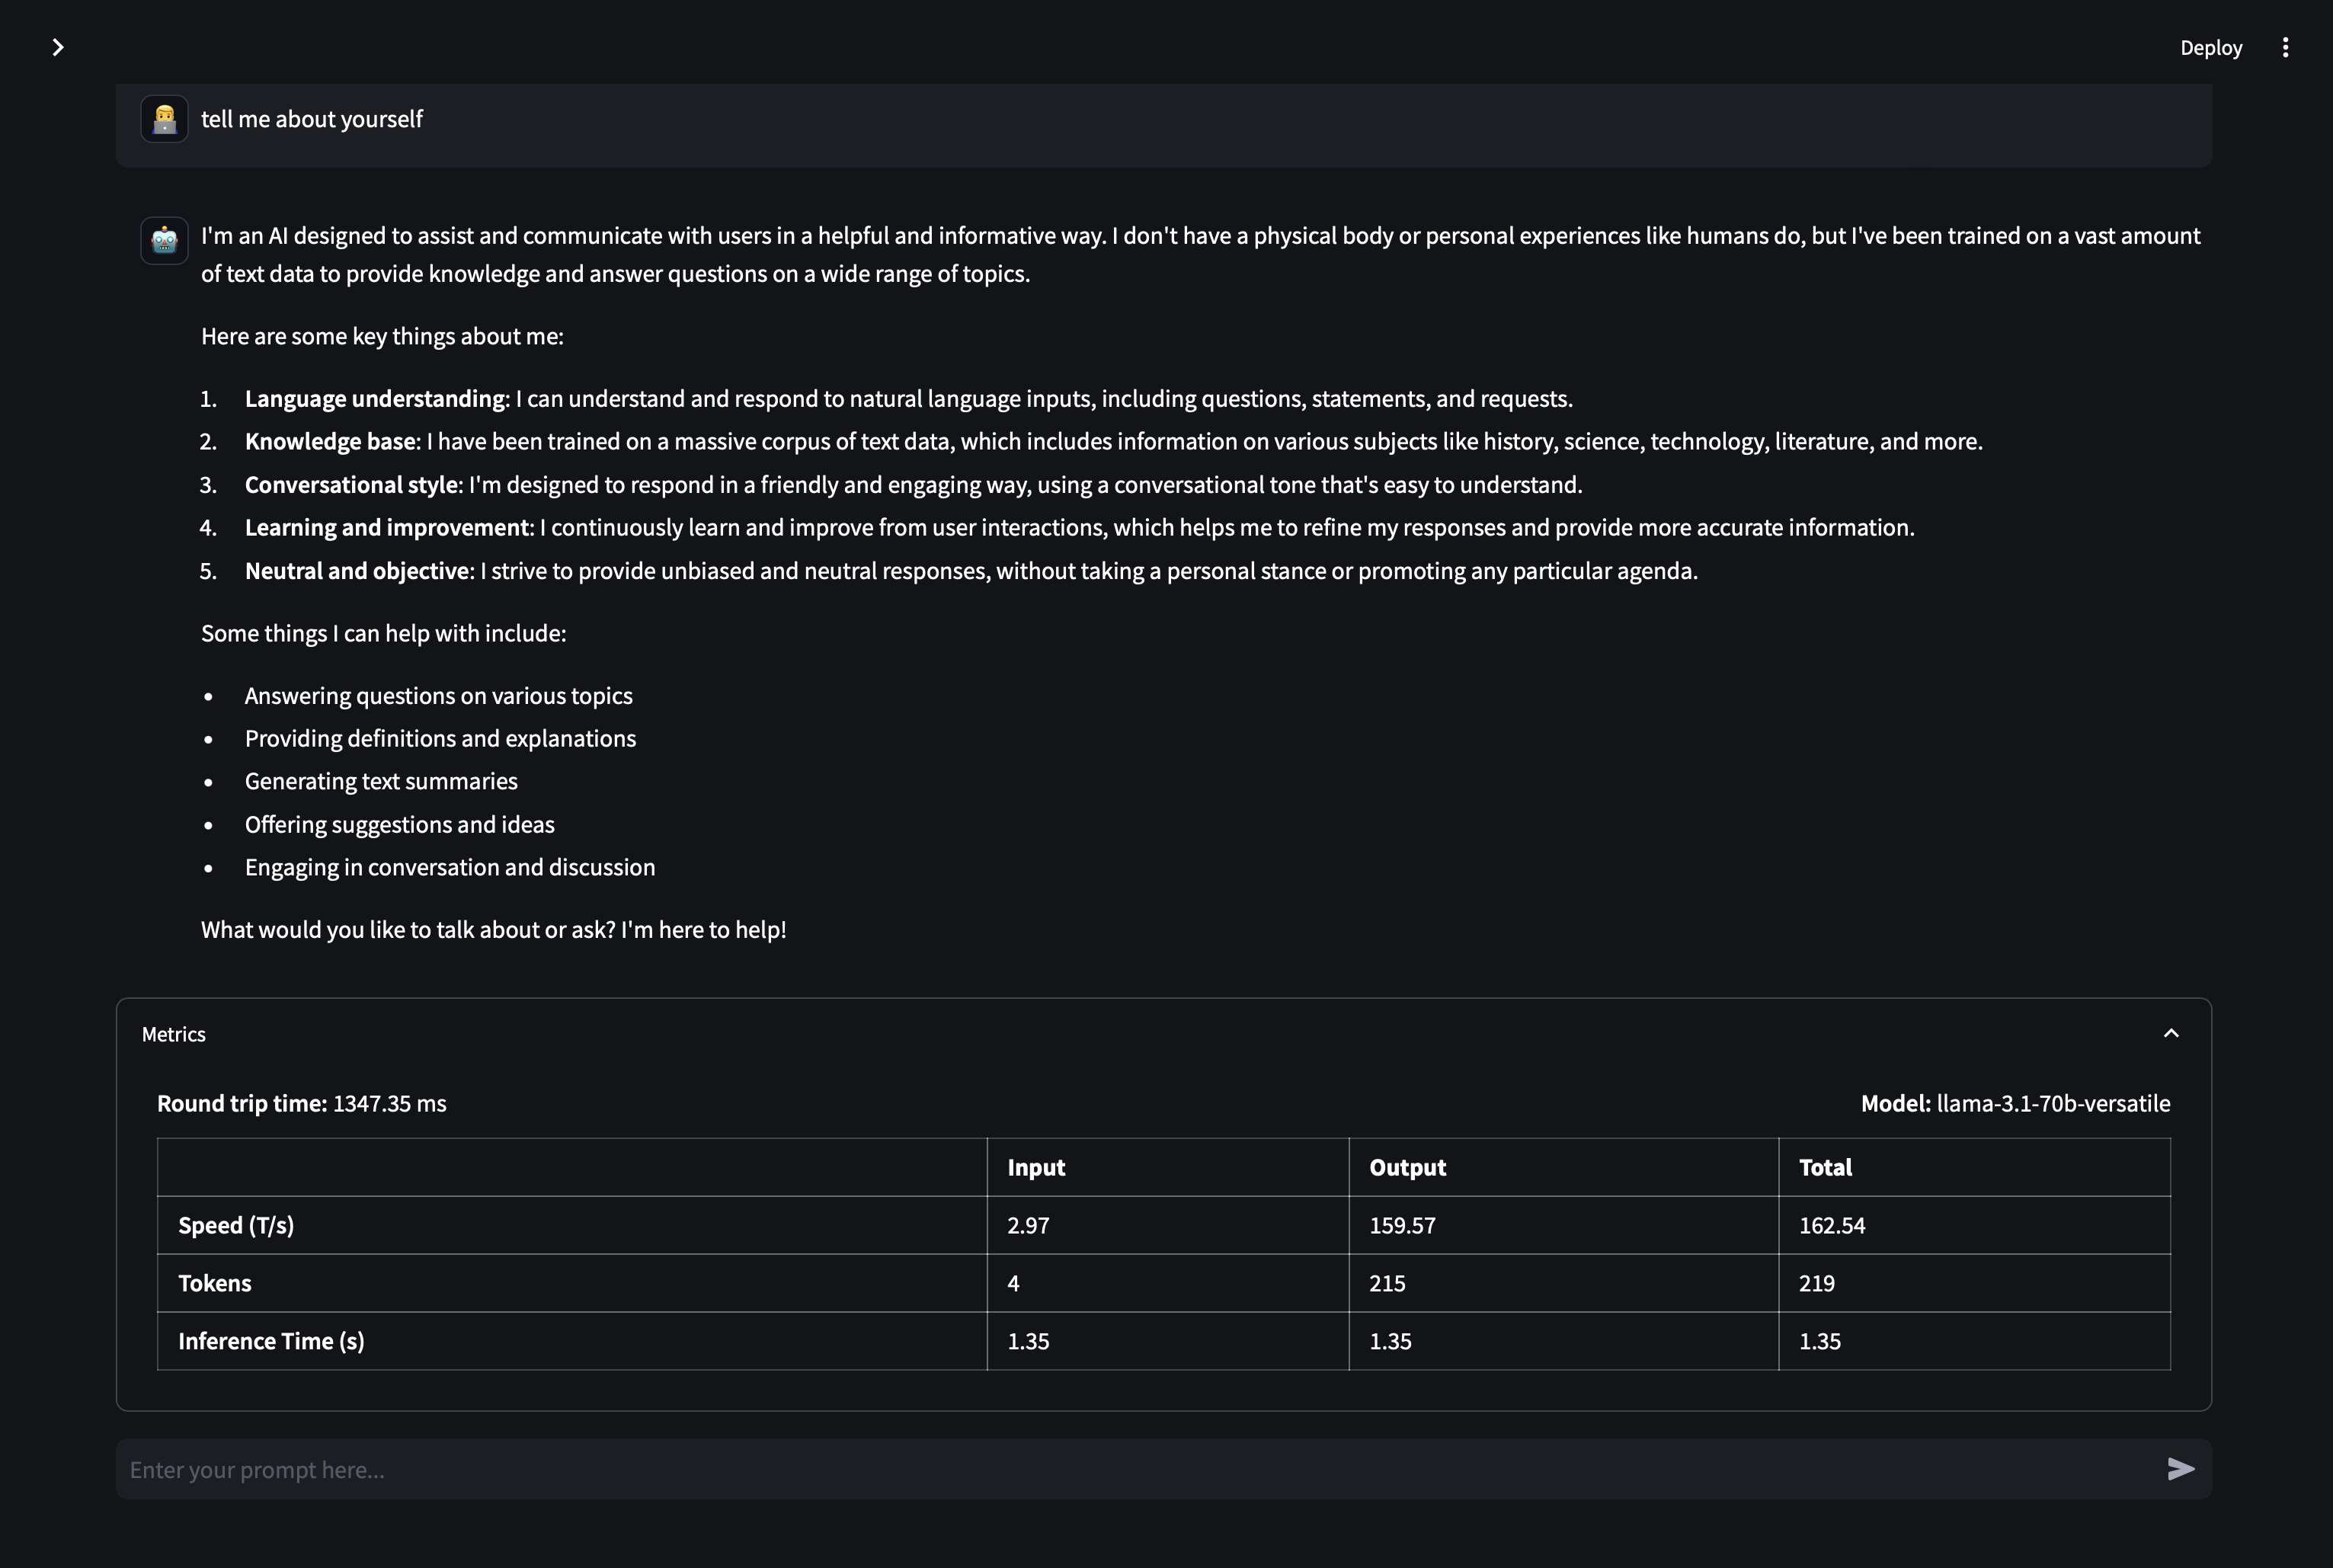 Deploy
tell me about yourself
I'm an AI designed to assist and communicate with users in a helpful and informative way. I don't have a physical body or personal experiences like humans do, but I've been trained on a vast amount
of text data to provide knowledge and answer questions on a wide range of topics.
Here are some key things about me:
1. Language understanding: I can understand and respond to natural language inputs, including questions, statements, and requests.
2. Knowledge base: I have been trained on a massive corpus of text data, which includes information on various subjects like history, science, technology, literature, and more.
3. Conversational style: I'm designed to respond in a friendly and engaging way, using a conversational tone that's easy to understand.
4. Learning and improvement: I continuously learn and improve from user interactions, which helps me to refine my responses and provide more accurate information.
5. Neutral and objective: I strive to provide unbiased and neutral responses, without taking a personal stance or promoting any particular agenda.
Some things I can help with include:
• Answering questions on various topics
• Providing definitions and explanations
• Generating text summaries
• Offering suggestions and ideas
• Engaging in conversation and discussion
What would you like to talk about or ask? I'm here to help!
Metrics
Round trip time: 1347.35 ms Model: llama-3.1-70b-versatile
Input Output Total
Speed (T/s) 2.97 159.57 162.54
Tokens 4 215 219
Inference Time (s) 1.35 1.35 1.35
Enter your prompt here...